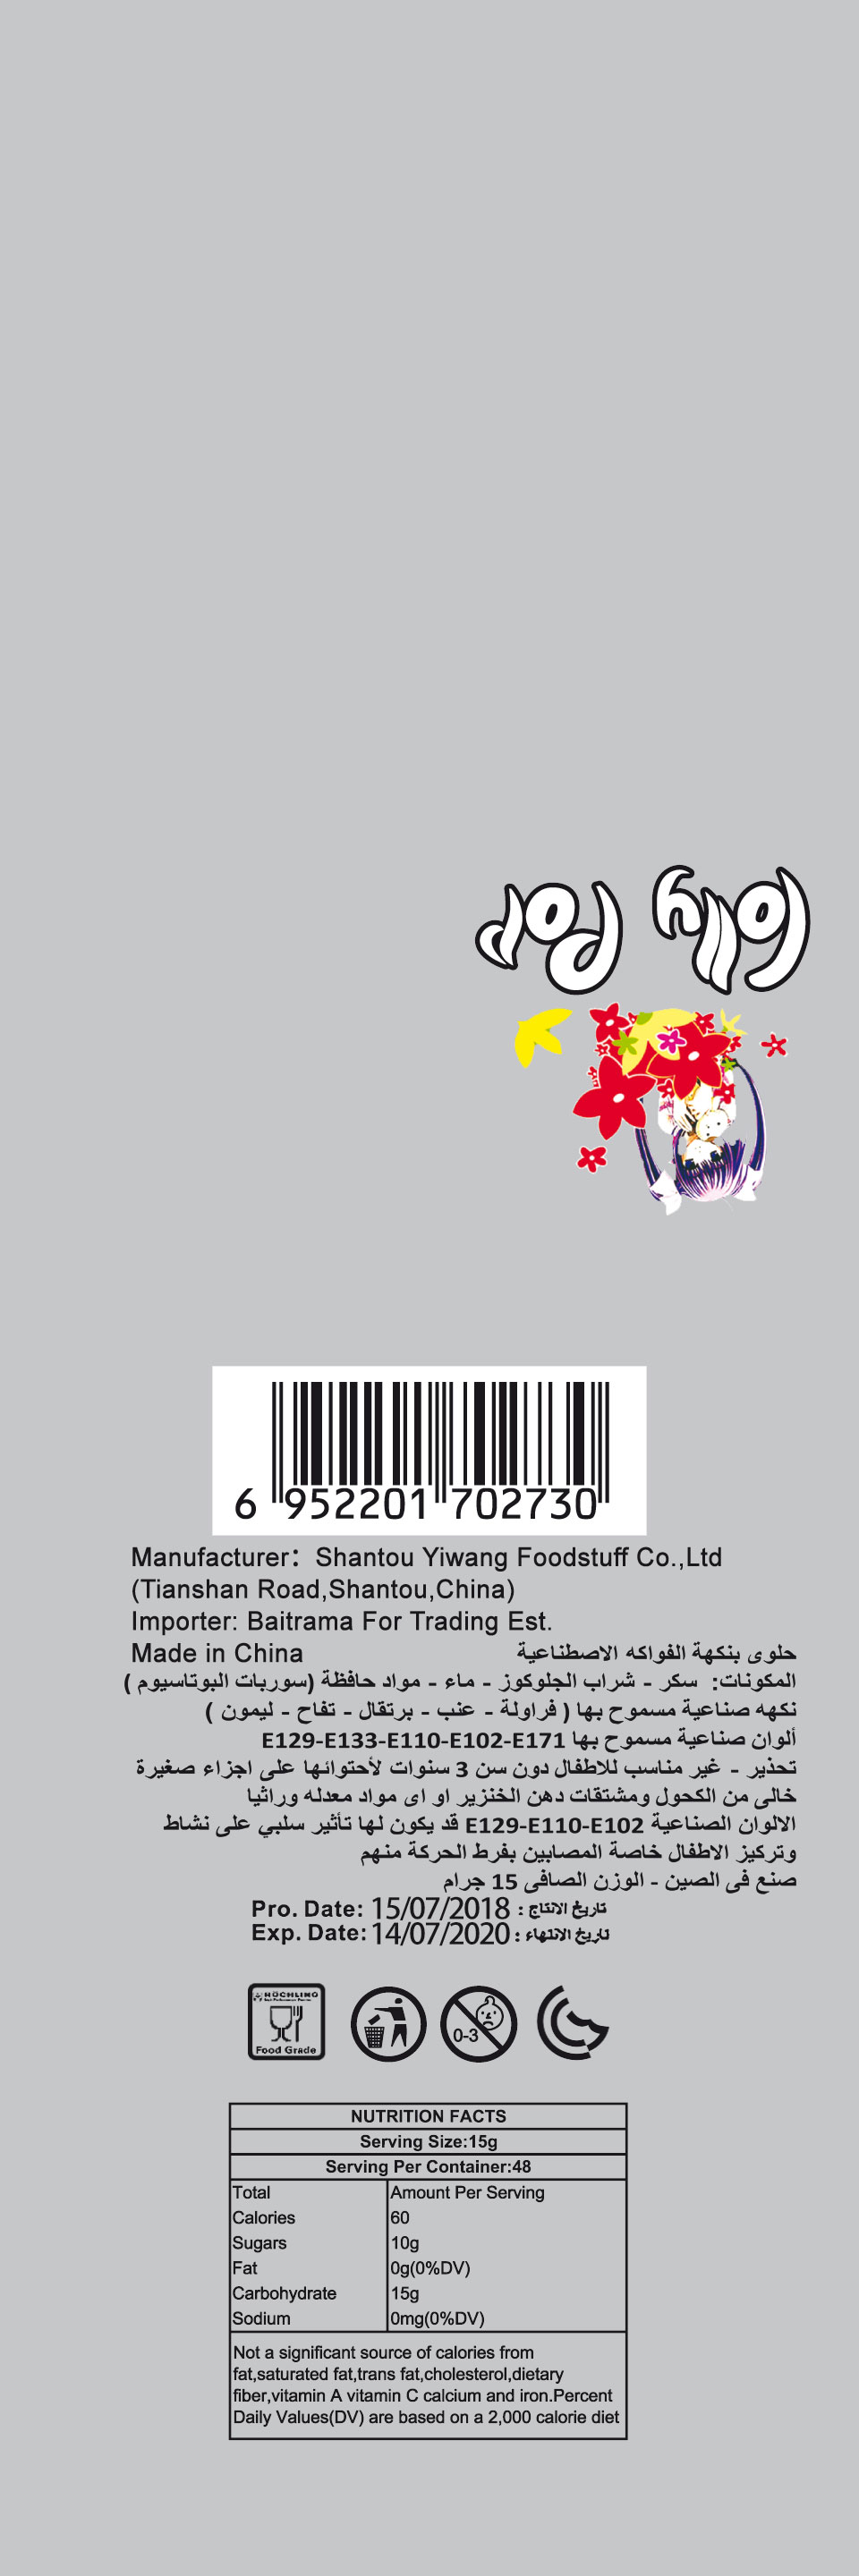 Lolly Pop
6 952201 702730
Manufacturer：Shantou Yiwang Foodstuff Co.,Ltd
(Tianshan Road,Shantou,China)
Importer: Baitrama For Trading Est.
Made in China
حلوى بنكهة الفواكه الاصطناعية
المكونات: سكر - شراب الجلوكوز - ماء - مواد حافظة (سوربات البوتاسيوم )
نكهه صناعية مسموح بها ( فراولة - عنب - برتقال - تفاح - ليمون )
ألوان صناعية مسموح بها E129-E133-E110-E102-E171
تحذير - غير مناسب للاطفال دون سن 3 سنوات لأحتوائها على اجزاء صغيرة
خالى من الكحول ومشتقات دهن الخنزير او اى مواد معدله وراثيا
الالوان الصناعية E129-E110-E102 قد يكون لها تأثير سلبي على نشاط
وتركيز الاطفال خاصة المصابين بفرط الحركة منهم
صنع فى الصين - الوزن الصافى 15 جرام
Pro. Date: 15/07/2018 : تاريخ الانتاج
Exp. Date: 14/07/2020 : تاريخ الانتهاء
HÖCHLING
Food Grade
0-3
NUTRITION FACTS
Serving Size:15g
Serving Per Container:48
Total Amount Per Serving
Calories 60
Sugars 10g
Fat 0g(0%DV)
Carbohydrate 15g
Sodium 0mg(0%DV)
Not a significant source of calories from
fat,saturated fat,trans fat,cholesterol,dietary
fiber,vitamin A vitamin C calcium and iron.Percent
Daily Values(DV) are based on a 2,000 calorie diet